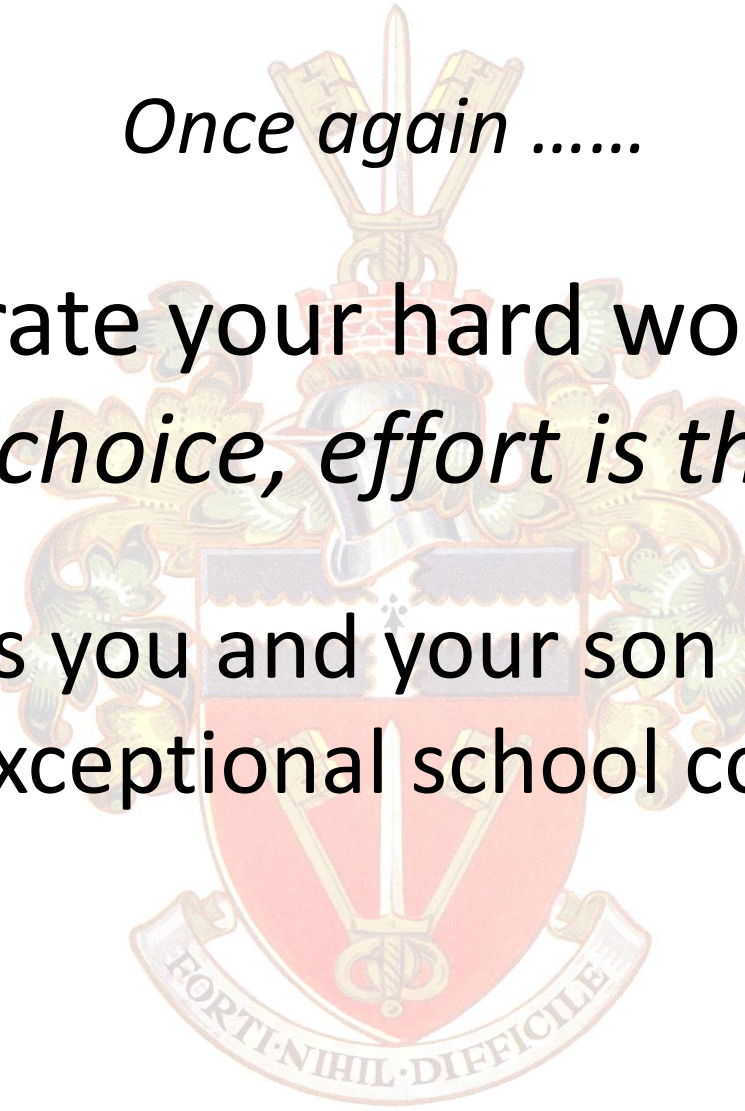 Once again ……
rate your hard wo
choice, effort is th
s you and your son
xceptional school co
FORTI·NIHIL·DIFFICILE